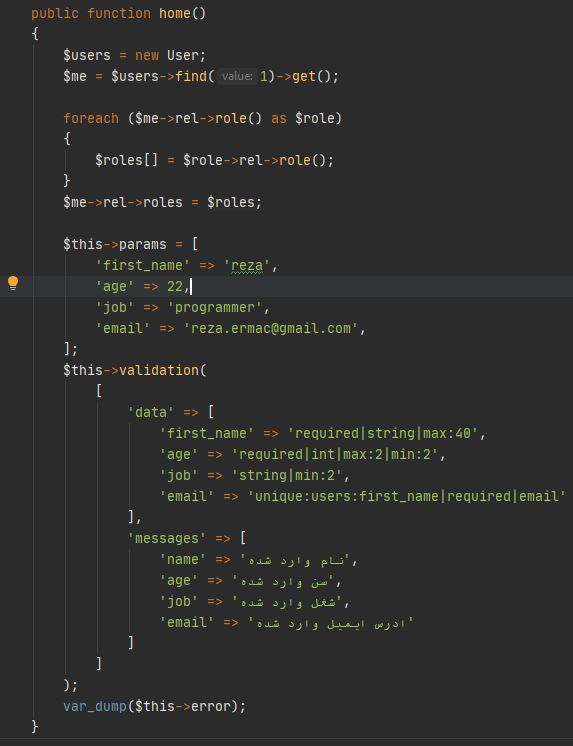 public function home()
{
    $users = new User;
    $me = $users->find( value: 1)->get();

    foreach ($me->rel->role() as $role)
    {
        $roles[] = $role->rel->role();
    }
    $me->rel->roles = $roles;

    $this->params = [
        'first_name' => 'reza',
        'age' => 22,
        'job' => 'programmer',
        'email' => 'reza.ermac@gmail.com',
    ];
    $this->validation(
        [
            'data' => [
                'first_name' => 'required|string|max:40',
                'age' => 'required|int|max:2|min:2',
                'job' => 'string|min:2',
                'email' => 'unique:users:first_name|required|email'
            ],
            'messages' => [
                'name' => 'نام وارد شده',
                'age' => 'سن وارد شده',
                'job' => 'شغل وارد شده',
                'email' => 'ادرس ایمیل وارد شده'
            ]
        ]
    );
    var_dump($this->error);
}